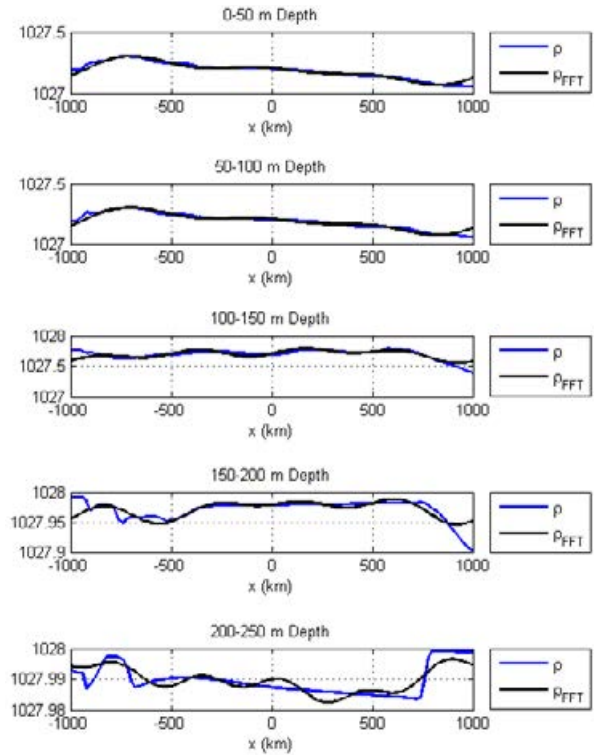 0-50 m Depth
1027.5
1027
-1000 -500 0 500 1000
x (km)
ρ
ρFFT
50-100 m Depth
1027.5
1027
-1000 -500 0 500 1000
x (km)
ρ
ρFFT
100-150 m Depth
1028
1027.5
1027
-1000 -500 0 500 1000
x (km)
ρ
ρFFT
150-200 m Depth
1028
1027.95
1027.9
-1000 -500 0 500 1000
x (km)
ρ
ρFFT
200-250 m Depth
1028
1027.99
1027.98
-1000 -500 0 500 1000
x (km)
ρ
ρFFT